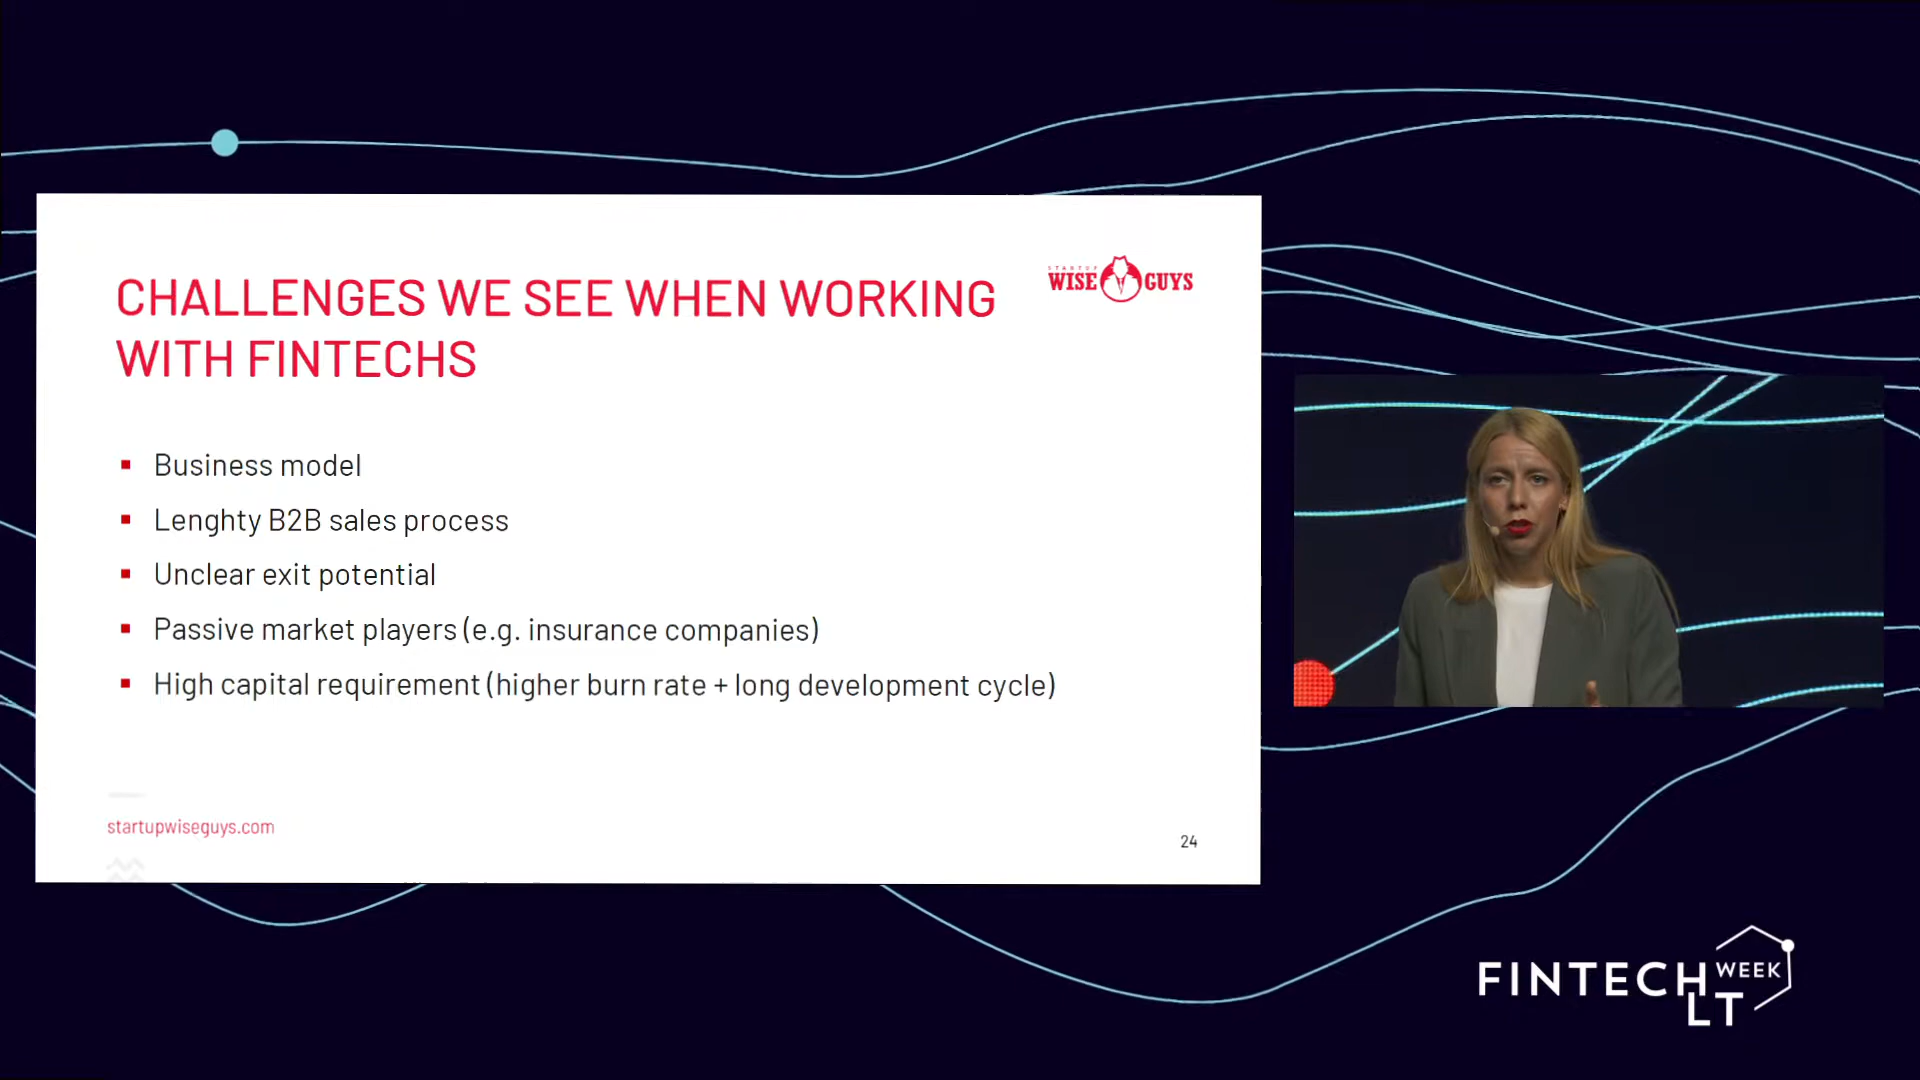 CHALLENGES WE SEE WHEN WORKING
WITH FINTECHS
STARTUP
WISE GUYS
Business model
Lenghty B2B sales process
Unclear exit potential
Passive market players (e.g. insurance companies)
High capital requirement (higher burn rate + long development cycle)
startupwiseguys.com
24
FINTECH WEEK
LT